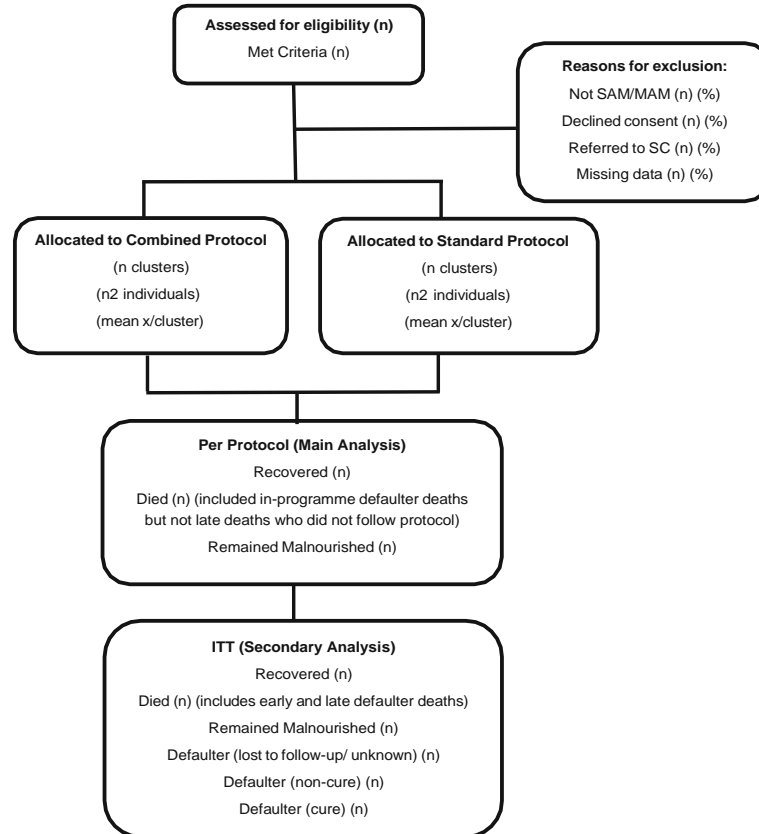 Assessed for eligibility (n)
Met Criteria (n)
Reasons for exclusion:
Not SAM/MAM (n) (%)
Declined consent (n) (%)
Referred to SC (n) (%)
Missing data (n) (%)
Allocated to Combined Protocol
(n clusters)
(n2 individuals)
(mean x/cluster)
Allocated to Standard Protocol
(n clusters)
(n2 individuals)
(mean x/cluster)
Per Protocol (Main Analysis)
Recovered (n)
Died (n) (included in-programme defaulter deaths
but not late deaths who did not follow protocol)
Remained Malnourished (n)
ITT (Secondary Analysis)
Recovered (n)
Died (n) (includes early and late defaulter deaths)
Remained Malnourished (n)
Defaulter (lost to follow-up/ unknown) (n)
Defaulter (non-cure) (n)
Defaulter (cure) (n)